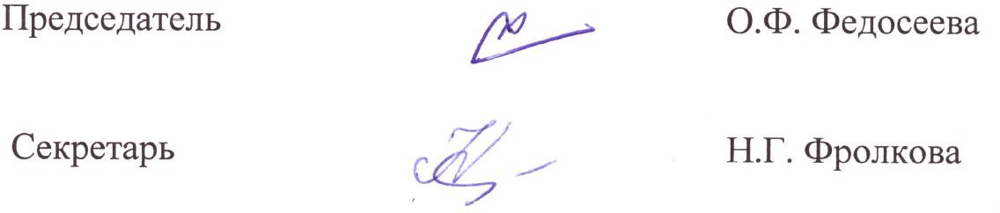 Председатель О.Ф. Федосеева
Секретарь Н.Г. Фролкова